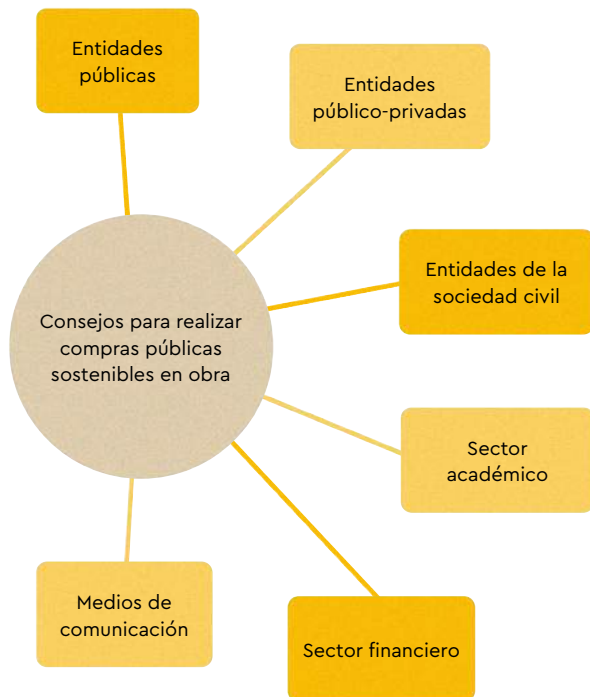 Entidades
públicas
Entidades
público-privadas
Entidades de la
sociedad civil
Consejos para realizar
compras públicas
sostenibles en obra
Sector
académico
Medios de
comunicación
Sector financiero